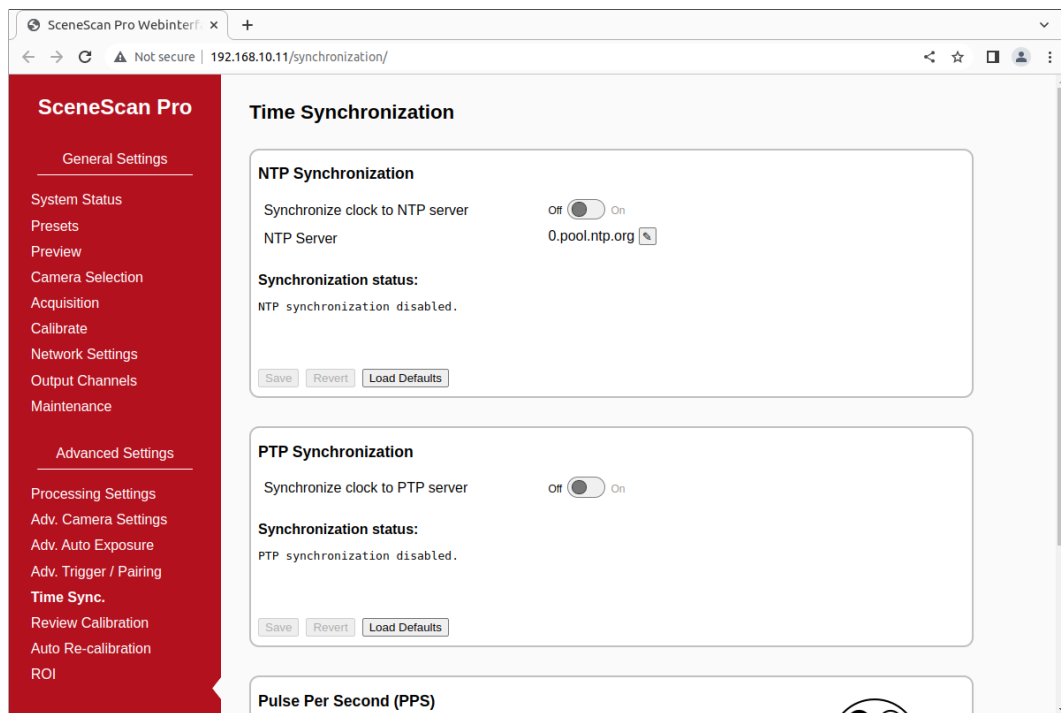 SceneScan Pro Webinterf
Not secure
192.168.10.11/synchronization/
SceneScan Pro
General Settings
System Status
Presets
Preview
Camera Selection
Acquisition
Calibrate
Network Settings
Output Channels
Maintenance
Advanced Settings
Processing Settings
Adv. Camera Settings
Adv. Auto Exposure
Adv. Trigger / Pairing
Time Sync.
Review Calibration
Auto Re-calibration
ROI
Time Synchronization
NTP Synchronization
Synchronize clock to NTP server Off On
NTP Server 0.pool.ntp.org
Synchronization status:
NTP synchronization disabled.
Save Revert Load Defaults
PTP Synchronization
Synchronize clock to PTP server Off On
Synchronization status:
PTP synchronization disabled.
Save Revert Load Defaults
Pulse Per Second (PPS)